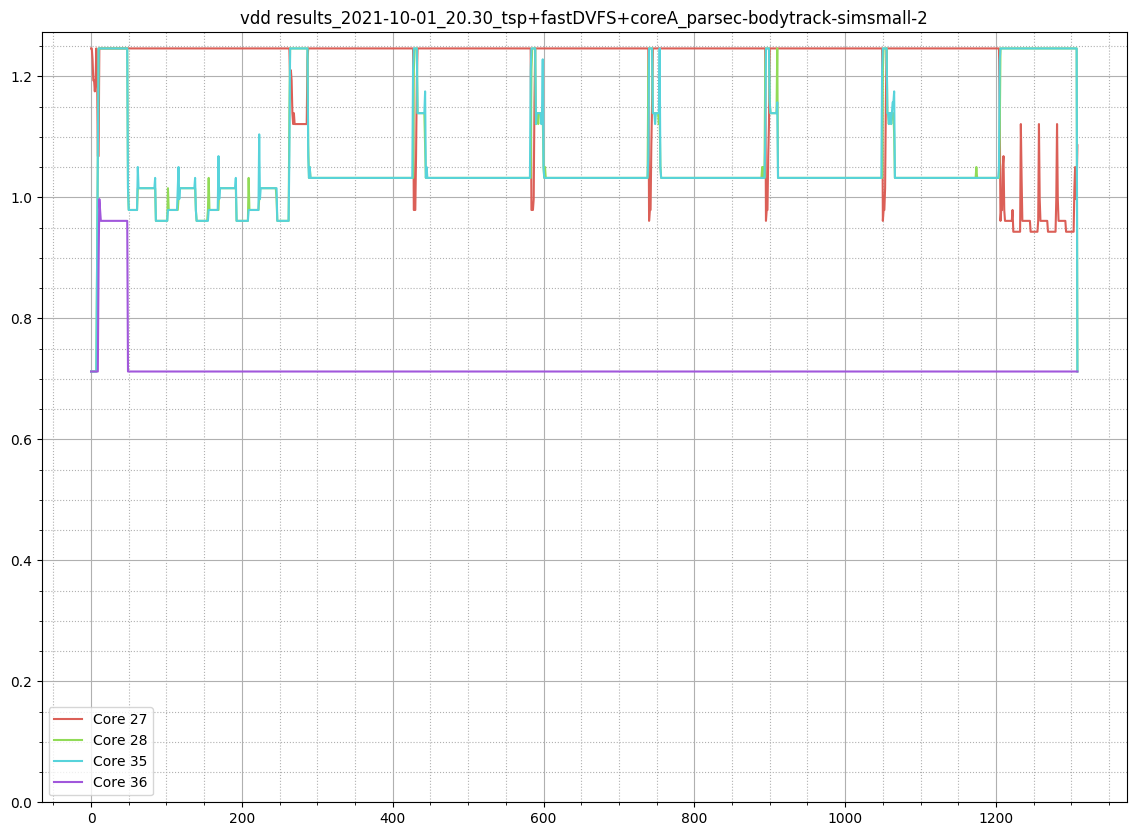 vdd results_2021-10-01_20.30_tsp+fastDVFS+coreA_parsec-bodytrack-simsmall-2
1.2
1.0
0.8
0.6
0.4
0.2
0.0
Core 27
Core 28
Core 35
Core 36
0 200 400 600 800 1000 1200